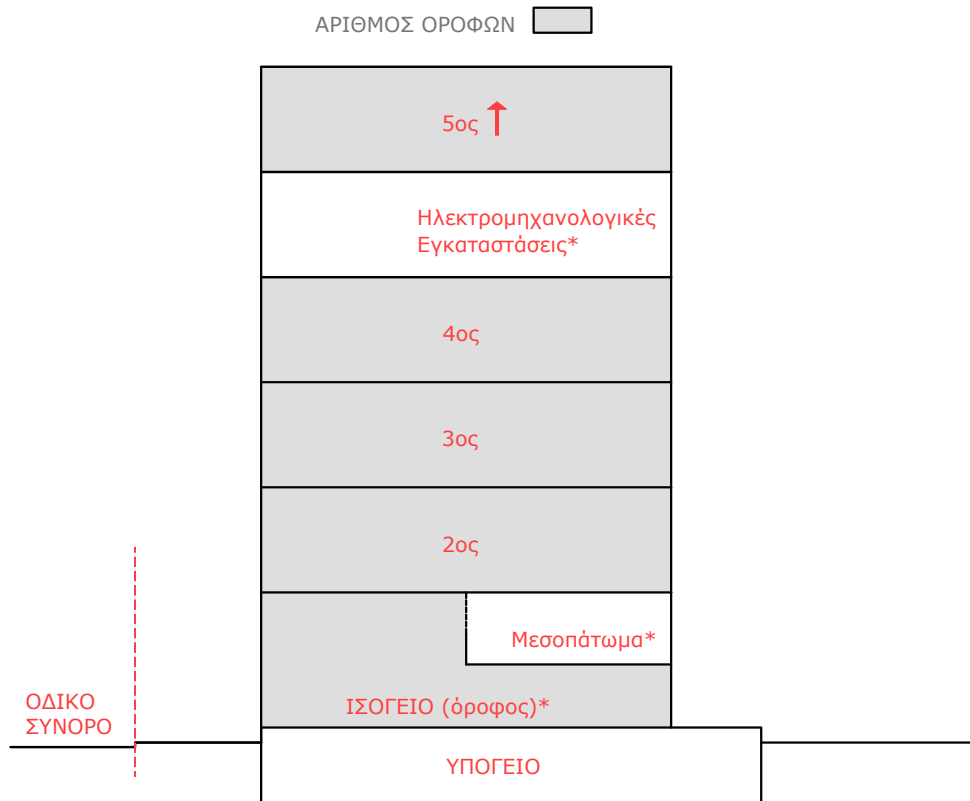 ΑΡΙΘΜΟΣ ΟΡΟΦΩΝ
5ος
Ηλεκτρομηχανολογικές
Εγκαταστάσεις*
4ος
3ος
2ος
Μεσοπάτωμα*
ΙΣΟΓΕΙΟ (όροφος)*
ΟΔΙΚΟ
ΣΥΝΟΡΟ
ΥΠΟΓΕΙΟ